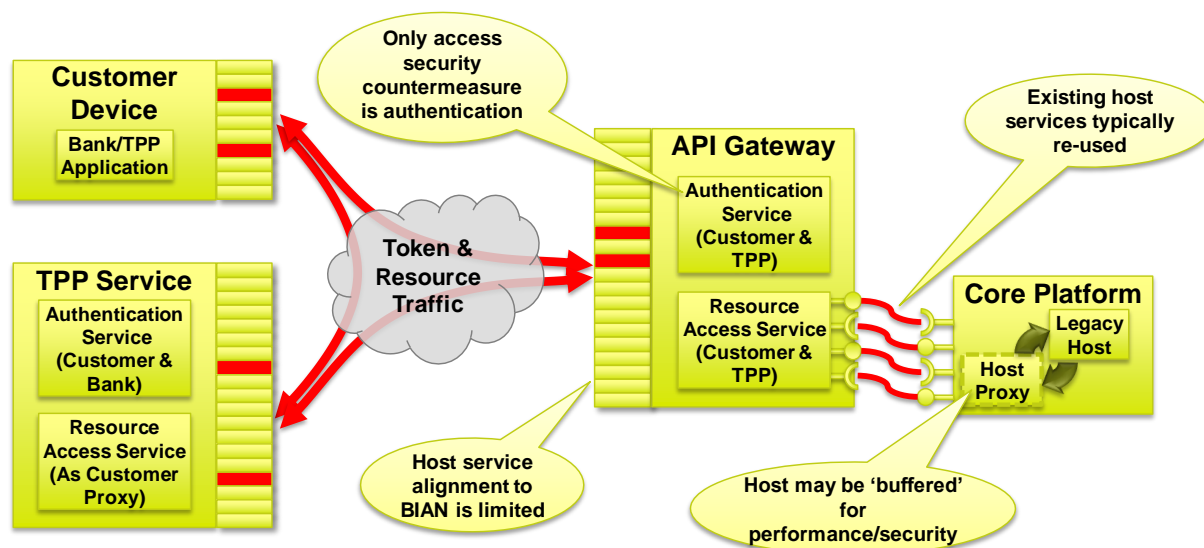 Customer
Device
Bank/TPP
Application
Only access
security
countermeasure
is authentication
Existing host
services typically
re-used
API Gateway
Authentication
Service
(Customer &
TPP)
Token &
Resource
Traffic
TPP Service
Authentication
Service
(Customer &
Bank)
Resource
Access Service
(As Customer
Proxy)
Resource
Access Service
(Customer &
TPP)
Core Platform
Legacy
Host
Host
Proxy
Host service
alignment to
BIAN is limited
Host may be ‘buffered’
for
performance/security